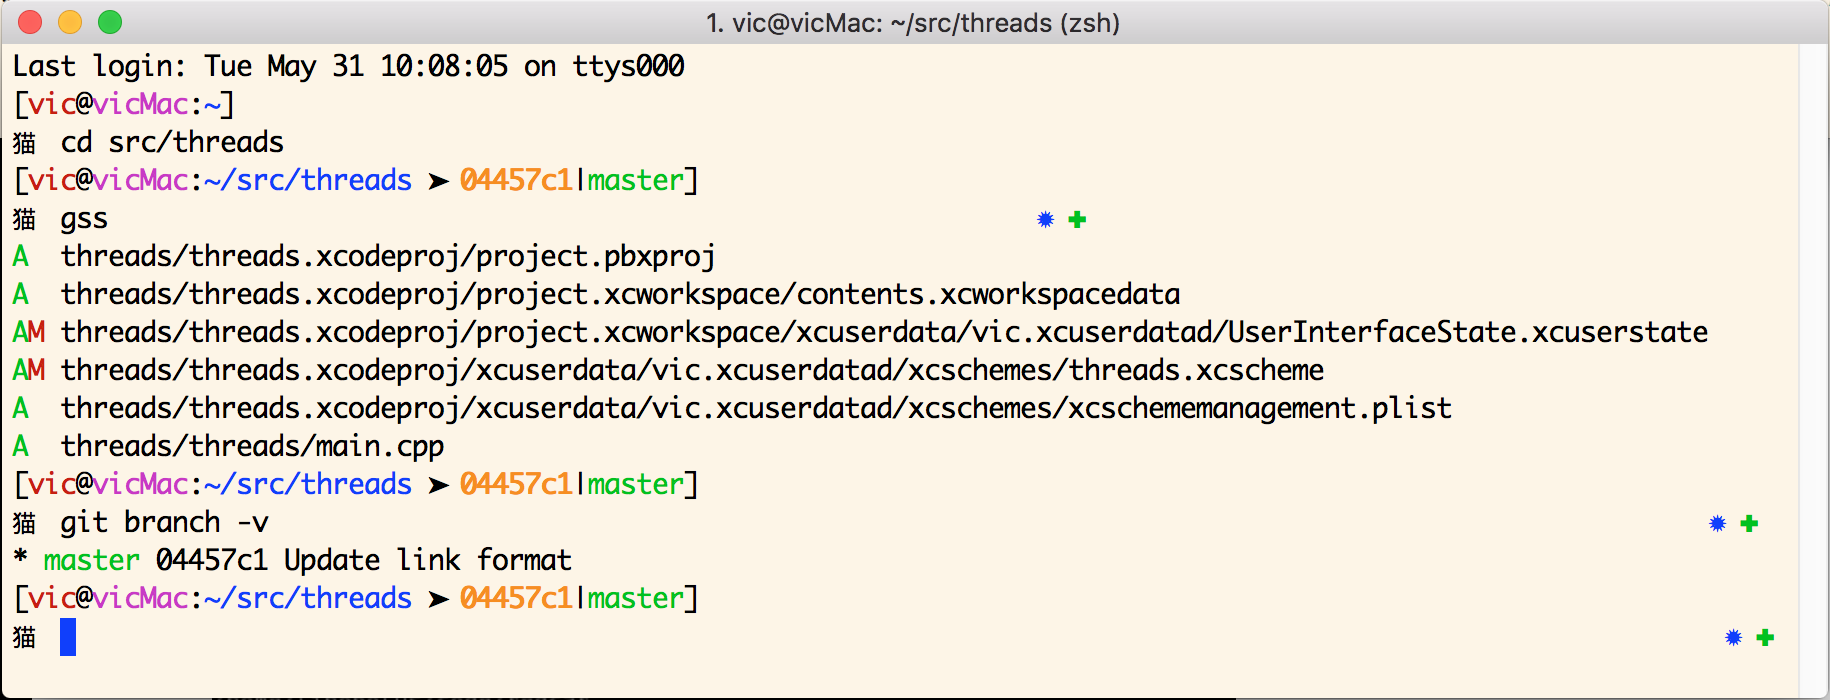 1. vic@vicMac: ~/src/threads (zsh)
Last login: Tue May 31 10:08:05 on ttys000
[vic@vicMac:~]
猫 cd src/threads
[vic@vicMac:~/src/threads ➤ 04457c1|master]
猫 gss ✹ ✚
A  threads/threads.xcodeproj/project.pbxproj
A  threads/threads.xcodeproj/project.xcworkspace/contents.xcworkspacedata
AM threads/threads.xcodeproj/project.xcworkspace/xcuserdata/vic.xcuserdatad/UserInterfaceState.xcuserstate
AM threads/threads.xcodeproj/xcuserdata/vic.xcuserdatad/xcschemes/threads.xcscheme
A  threads/threads.xcodeproj/xcuserdata/vic.xcuserdatad/xcschemes/xcschememanagement.plist
A  threads/threads/main.cpp
[vic@vicMac:~/src/threads ➤ 04457c1|master]
猫 git branch -v ✹ ✚
* master 04457c1 Update link format
[vic@vicMac:~/src/threads ➤ 04457c1|master]
猫 ✹ ✚